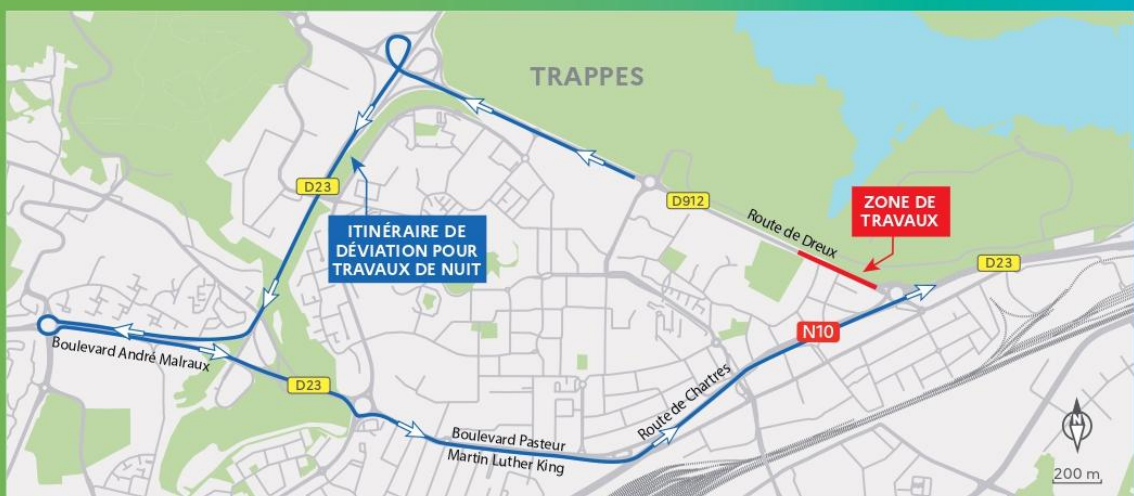 TRAPPES
D23
ITINÉRAIRE DE
DÉVIATION POUR
TRAVAUX DE NUIT
D912
Route de Dreux
ZONE DE
TRAVAUX
D23
N10
Boulevard André Malraux
D23
Route de Chartres
Boulevard Pasteur
Martin Luther King
N
200 m